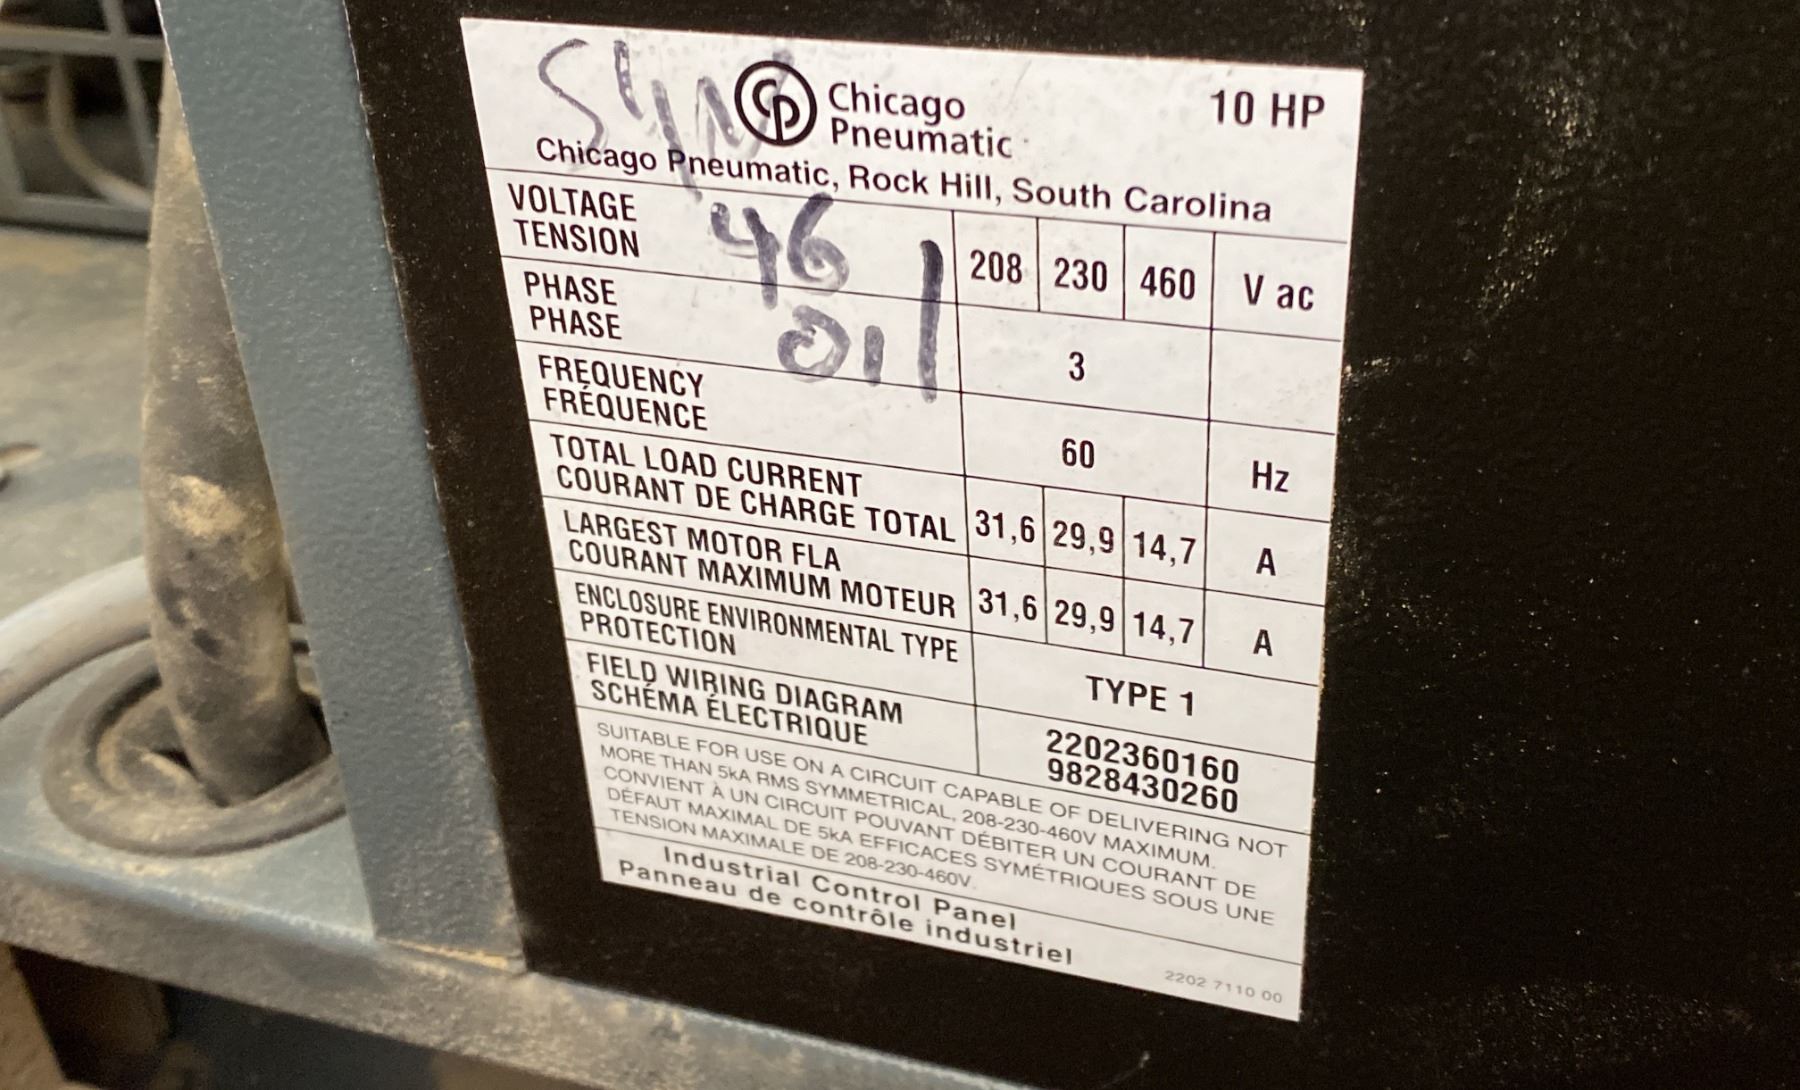 SYN
CP Chicago Pneumatic 10 HP
Chicago Pneumatic, Rock Hill, South Carolina
VOLTAGE
TENSION 208 230 460 V ac
46
PHASE
PHASE 3
Oil
FREQUENCY
FRÉQUENCE 60 Hz
TOTAL LOAD CURRENT
COURANT DE CHARGE TOTAL 31,6 29,9 14,7 A
LARGEST MOTOR FLA
COURANT MAXIMUM MOTEUR 31,6 29,9 14,7 A
ENCLOSURE ENVIRONMENTAL TYPE
PROTECTION TYPE 1
FIELD WIRING DIAGRAM
SCHÉMA ÉLECTRIQUE 2202360160
9828430260
SUITABLE FOR USE ON A CIRCUIT CAPABLE OF DELIVERING NOT
MORE THAN 5kA RMS SYMMETRICAL, 208-230-460V MAXIMUM.
CONVIENT À UN CIRCUIT POUVANT DÉBITER UN COURANT DE
DÉFAUT MAXIMAL DE 5kA EFFICACES SYMÉTRIQUES SOUS UNE
TENSION MAXIMALE DE 208-230-460V.
Industrial Control Panel
Panneau de contrôle industriel
2202 7110 00